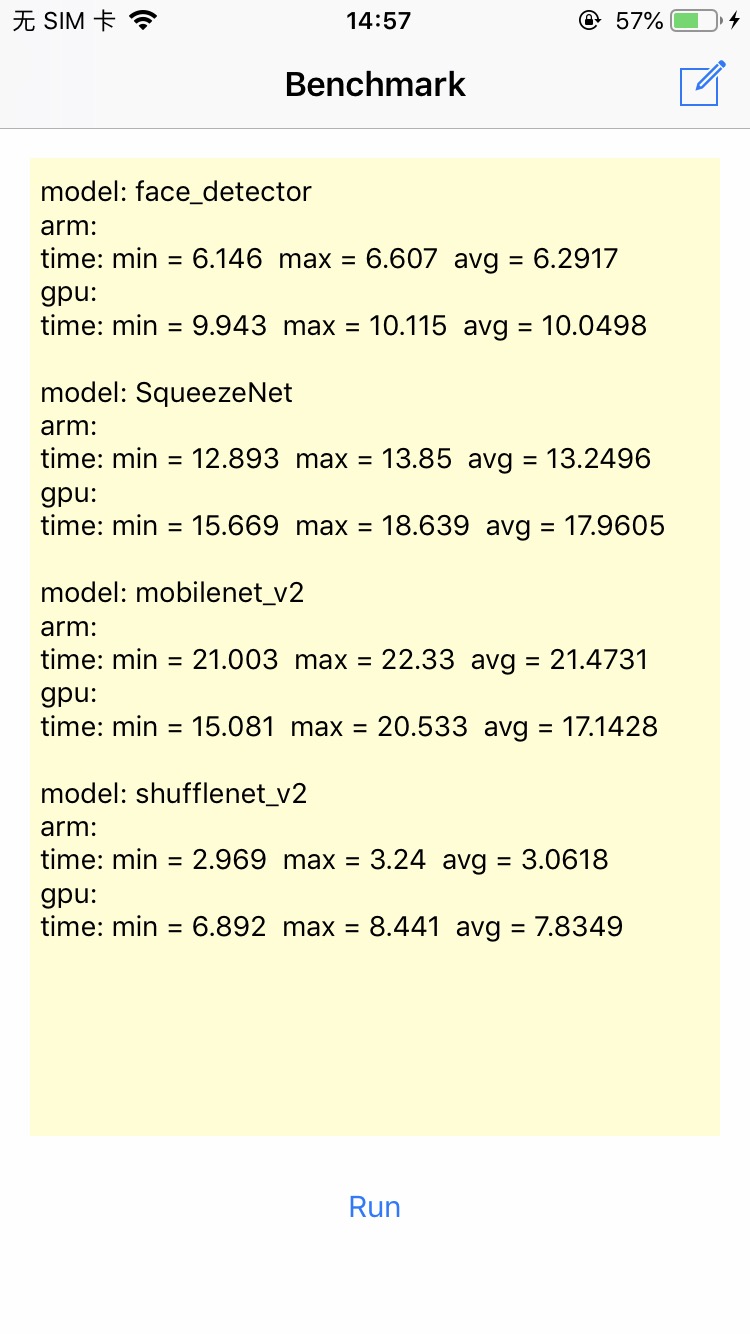 无 SIM 卡 14:57 57%
Benchmark
model: face_detector
arm:
time: min = 6.146  max = 6.607  avg = 6.2917
gpu:
time: min = 9.943  max = 10.115  avg = 10.0498
model: SqueezeNet
arm:
time: min = 12.893  max = 13.85  avg = 13.2496
gpu:
time: min = 15.669  max = 18.639  avg = 17.9605
model: mobilenet_v2
arm:
time: min = 21.003  max = 22.33  avg = 21.4731
gpu:
time: min = 15.081  max = 20.533  avg = 17.1428
model: shufflenet_v2
arm:
time: min = 2.969  max = 3.24  avg = 3.0618
gpu:
time: min = 6.892  max = 8.441  avg = 7.8349
Run